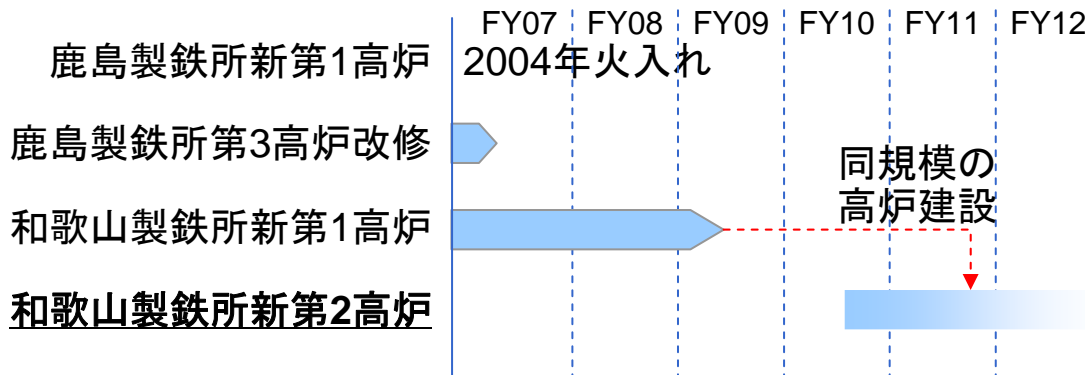 FY07 FY08 FY09 FY10 FY11 FY12
鹿島製鉄所新第1高炉 2004年火入れ
鹿島製鉄所第3高炉改修
同規模の
高炉建設
和歌山製鉄所新第1高炉
和歌山製鉄所新第2高炉